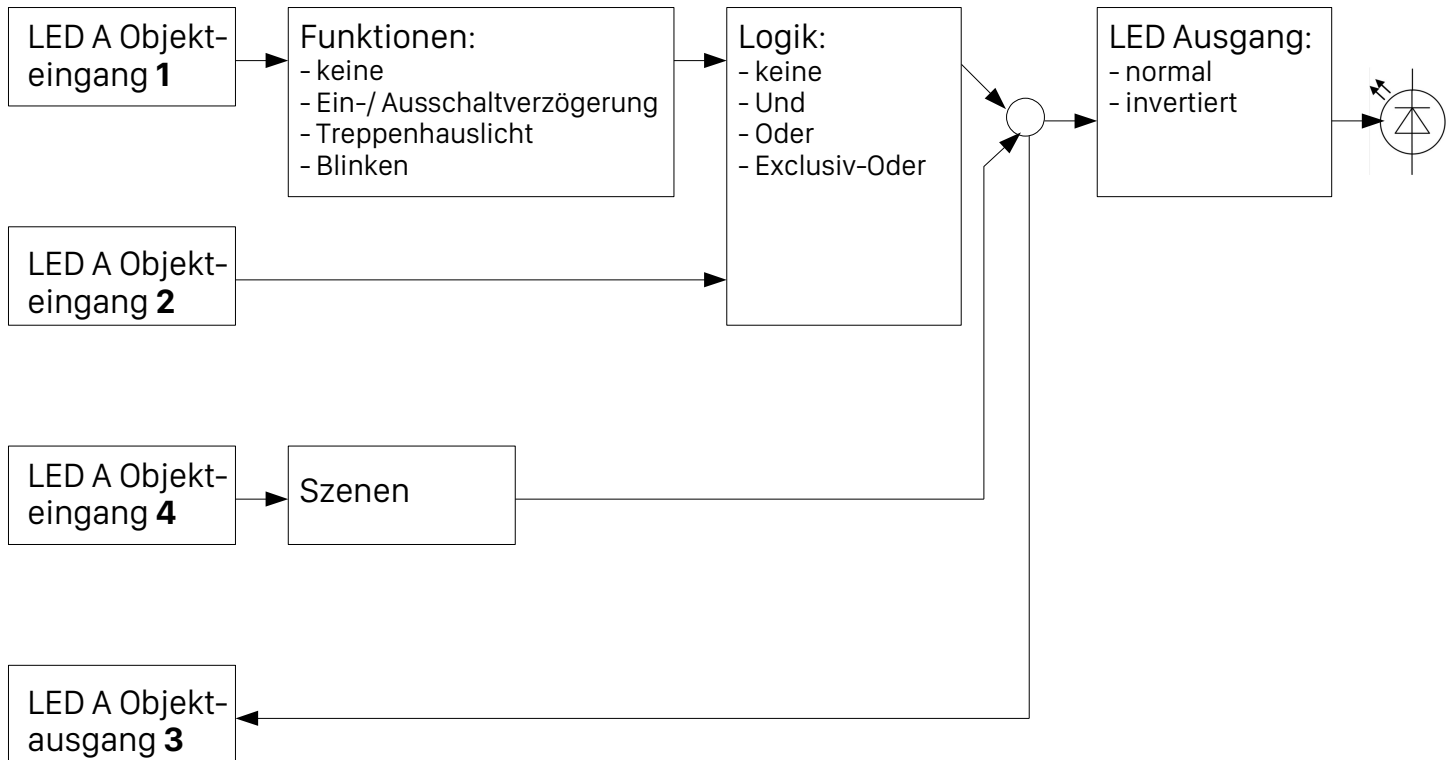 LED A Objekt-
eingang 1
Funktionen:
- keine
- Ein-/ Ausschaltverzögerung
- Treppenhauslicht
- Blinken
Logik:
- keine
- Und
- Oder
- Exclusiv-Oder
LED Ausgang:
- normal
- invertiert
LED A Objekt-
eingang 2
LED A Objekt-
eingang 4
Szenen
LED A Objekt-
ausgang 3